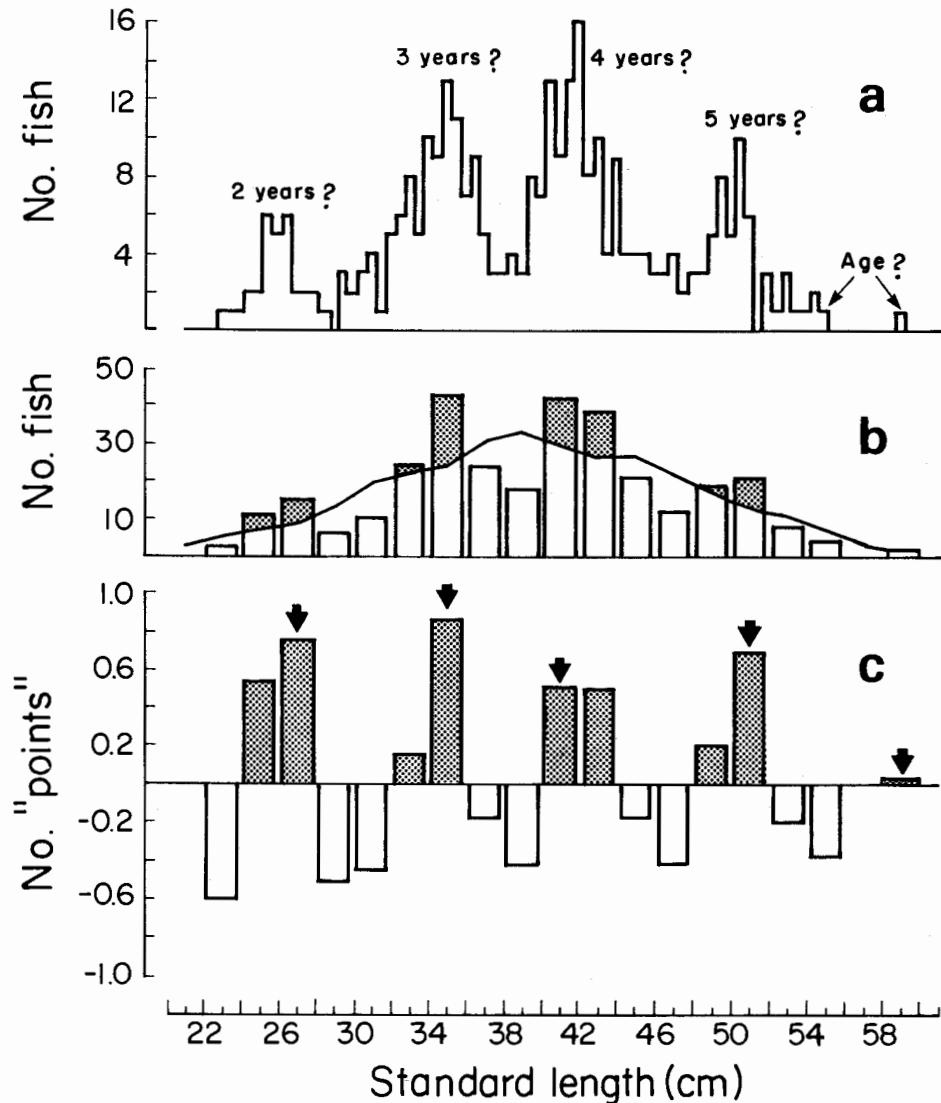 16
12
8
4
No. fish
2 years?
3 years?
4 years?
5 years?
Age?
a
50
30
10
No. fish
b
1.0
0.6
0.2
-0.2
-0.6
-1.0
No. "points"
c
22 26 30 34 38 42 46 51 54 58
Standard length (cm)